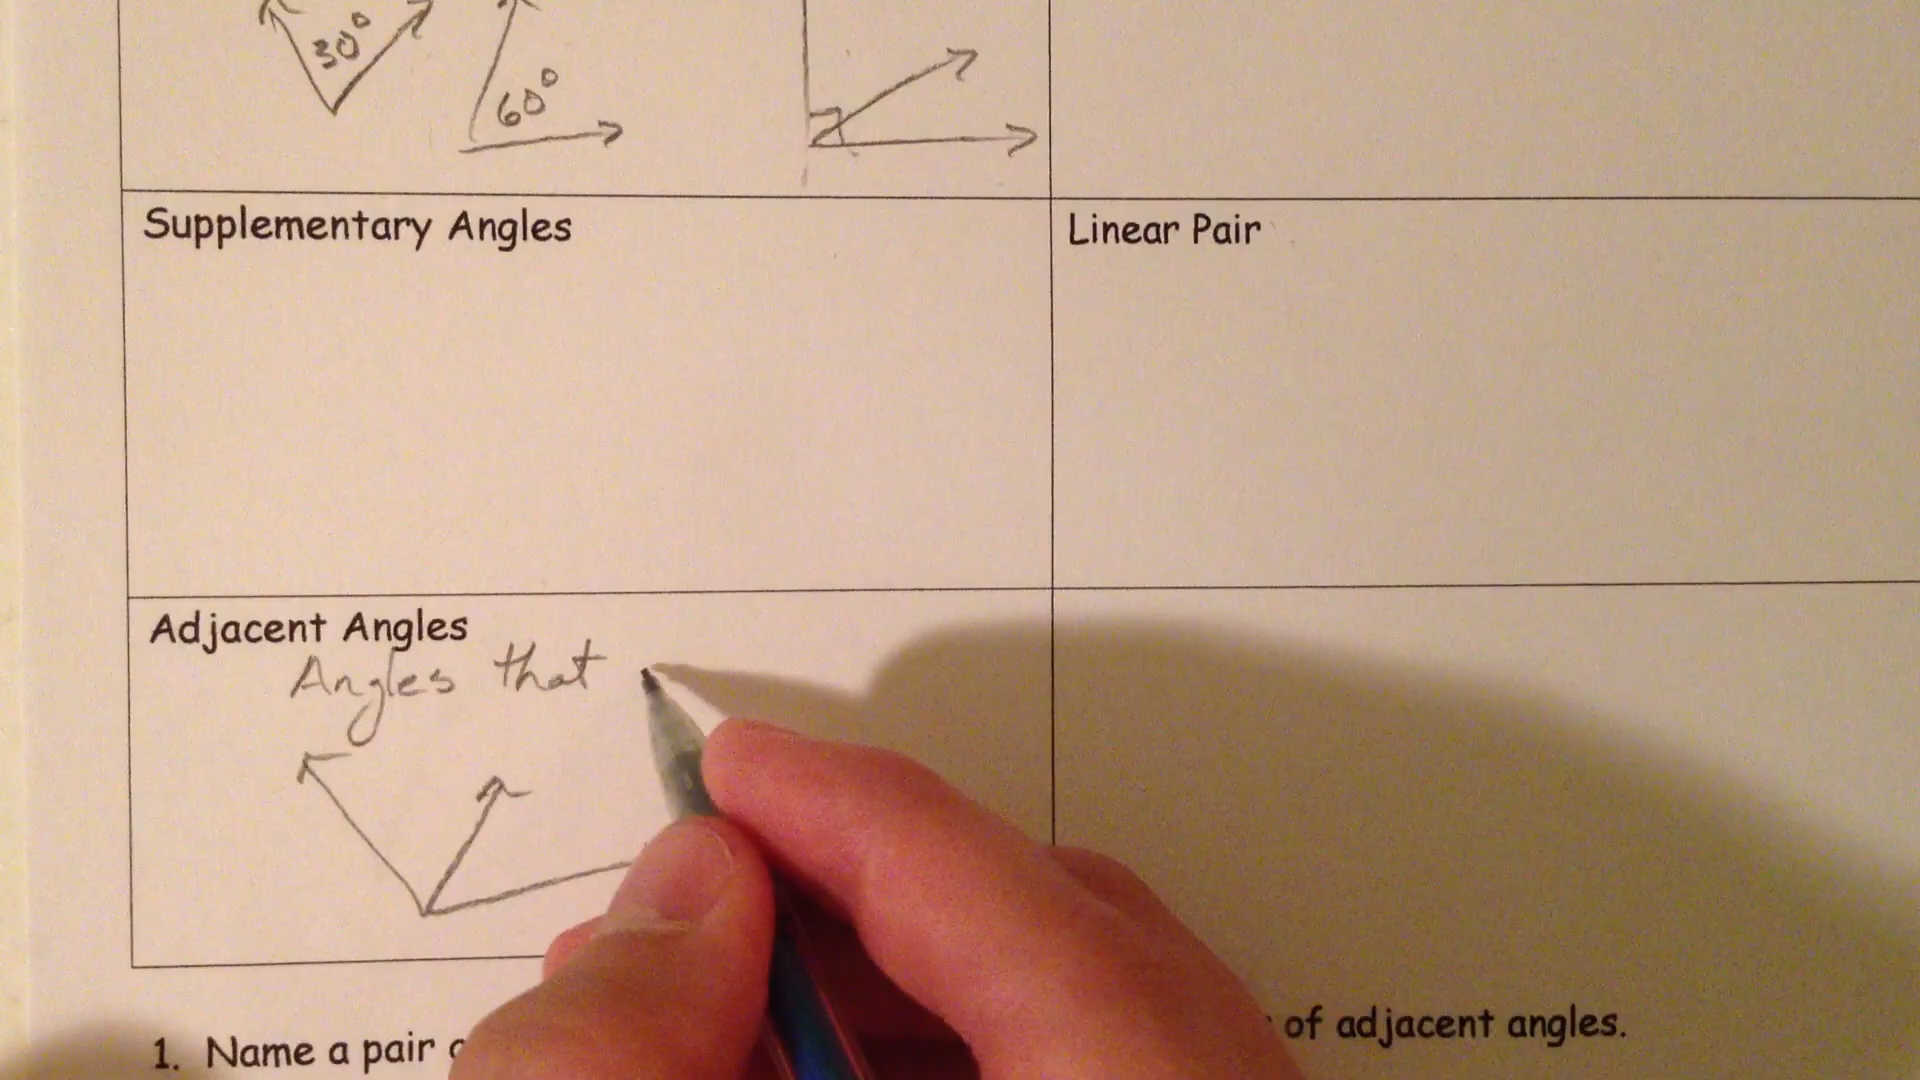 30°
60°
Supplementary Angles
Linear Pair
Adjacent Angles
Angles that
1. Name a pair
of adjacent angles.